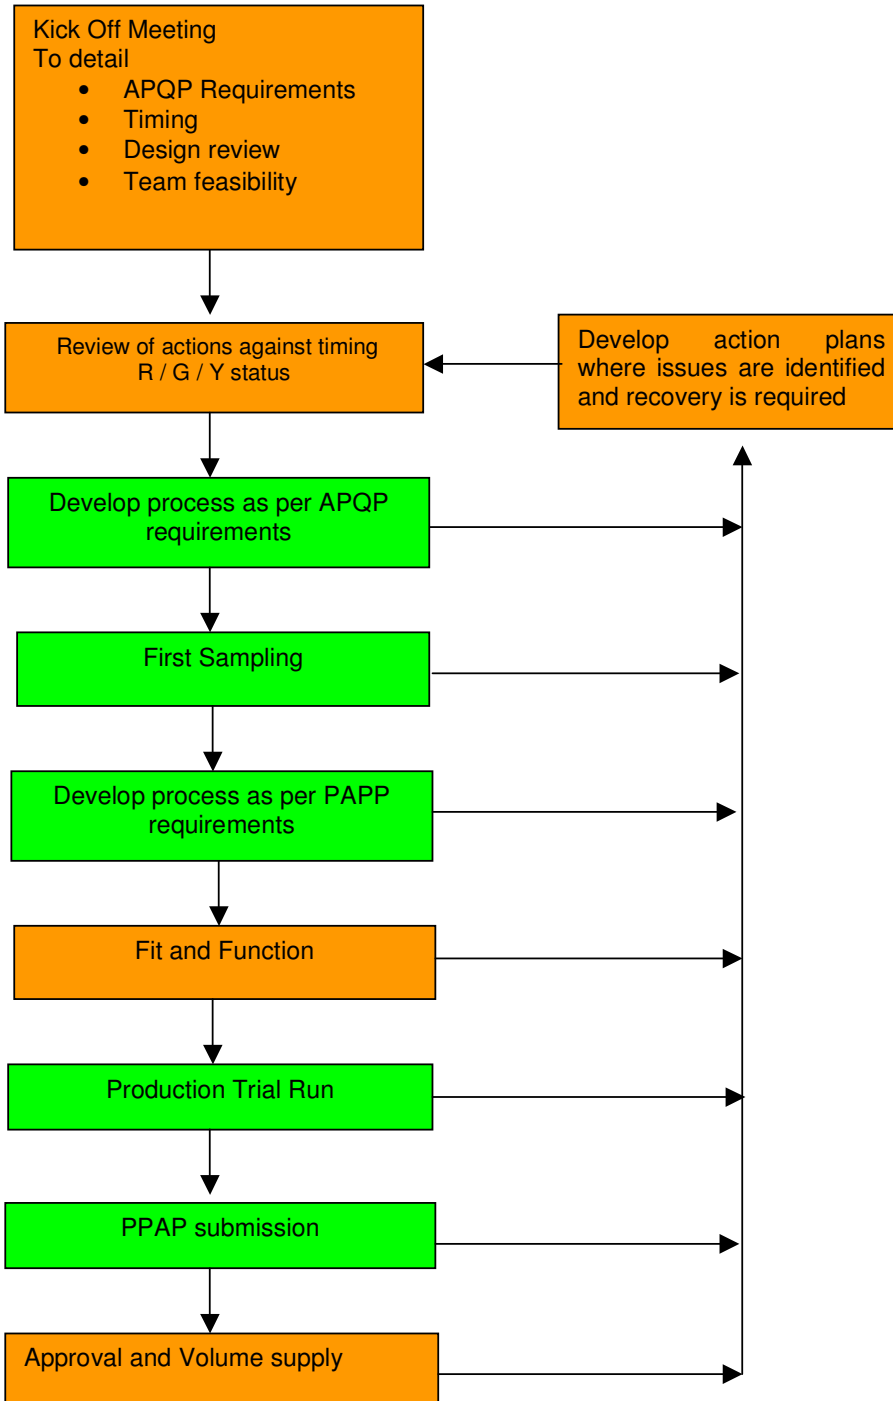 Kick Off Meeting
To detail
• APQP Requirements
• Timing
• Design review
• Team feasibility
Review of actions against timing
R / G / Y status
Develop action plans
where issues are identified
and recovery is required
Develop process as per APQP
requirements
First Sampling
Develop process as per PAPP
requirements
Fit and Function
Production Trial Run
PPAP submission
Approval and Volume supply